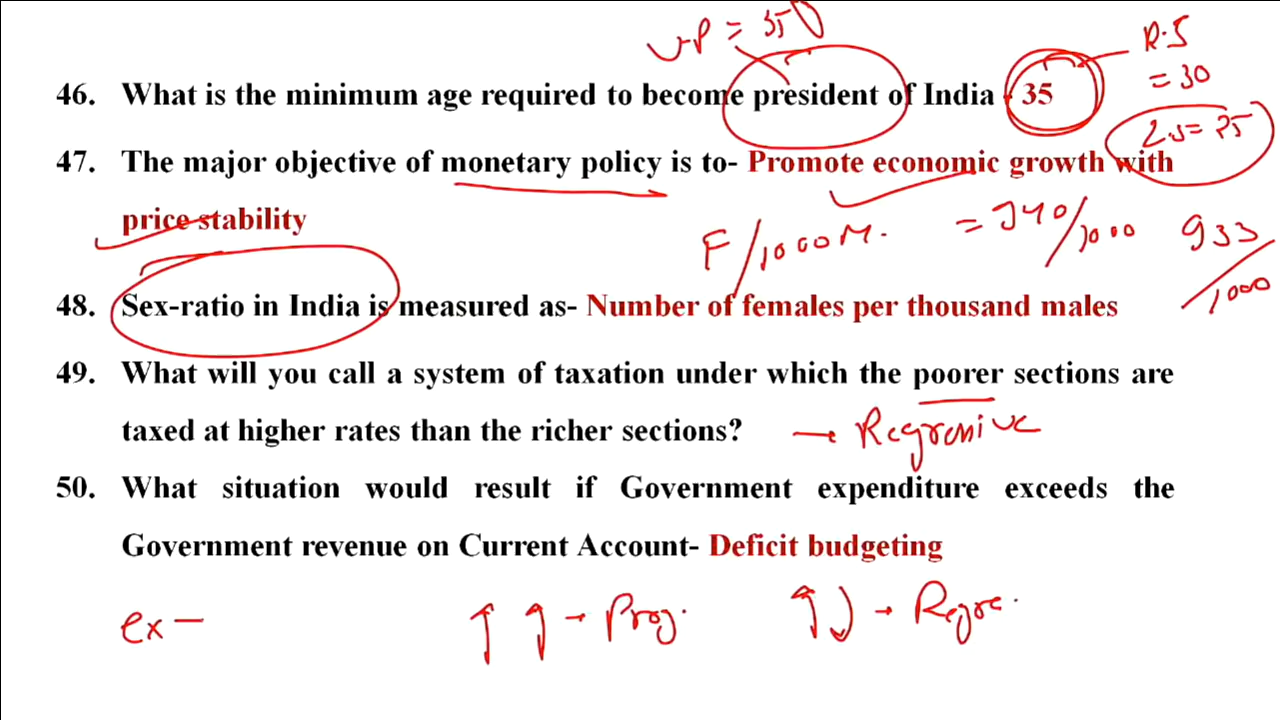 V.P = 35
R.S
= 30
46. What is the minimum age required to become president of India - 35
L.S = 25
47. The major objective of monetary policy is to- Promote economic growth with
price stability
F/1000 M. = 940/1000 933/1000
48. Sex-ratio in India is measured as- Number of females per thousand males
49. What will you call a system of taxation under which the poorer sections are
taxed at higher rates than the richer sections? → Regressive
50. What situation would result if Government expenditure exceeds the
Government revenue on Current Account- Deficit budgeting
ex - ↑ ↑ → Prog. ↑ ↓ → Regre.